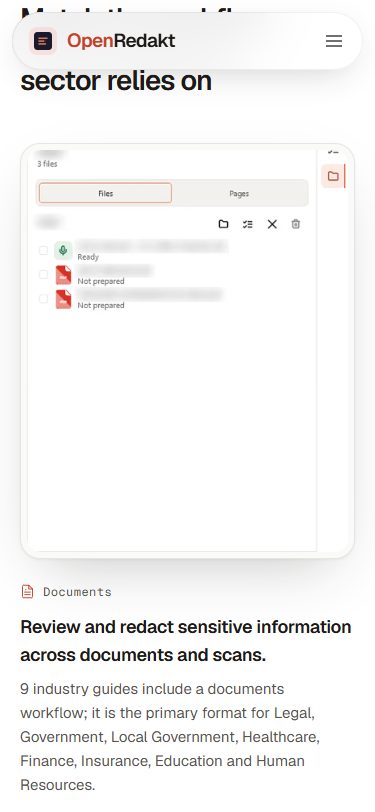 OpenRedakt
sector relies on
3 files
Files
Pages
Ready
Not prepared
Not prepared
Documents
Review and redact sensitive information
across documents and scans.
9 industry guides include a documents
workflow; it is the primary format for Legal,
Government, Local Government, Healthcare,
Finance, Insurance, Education and Human
Resources.